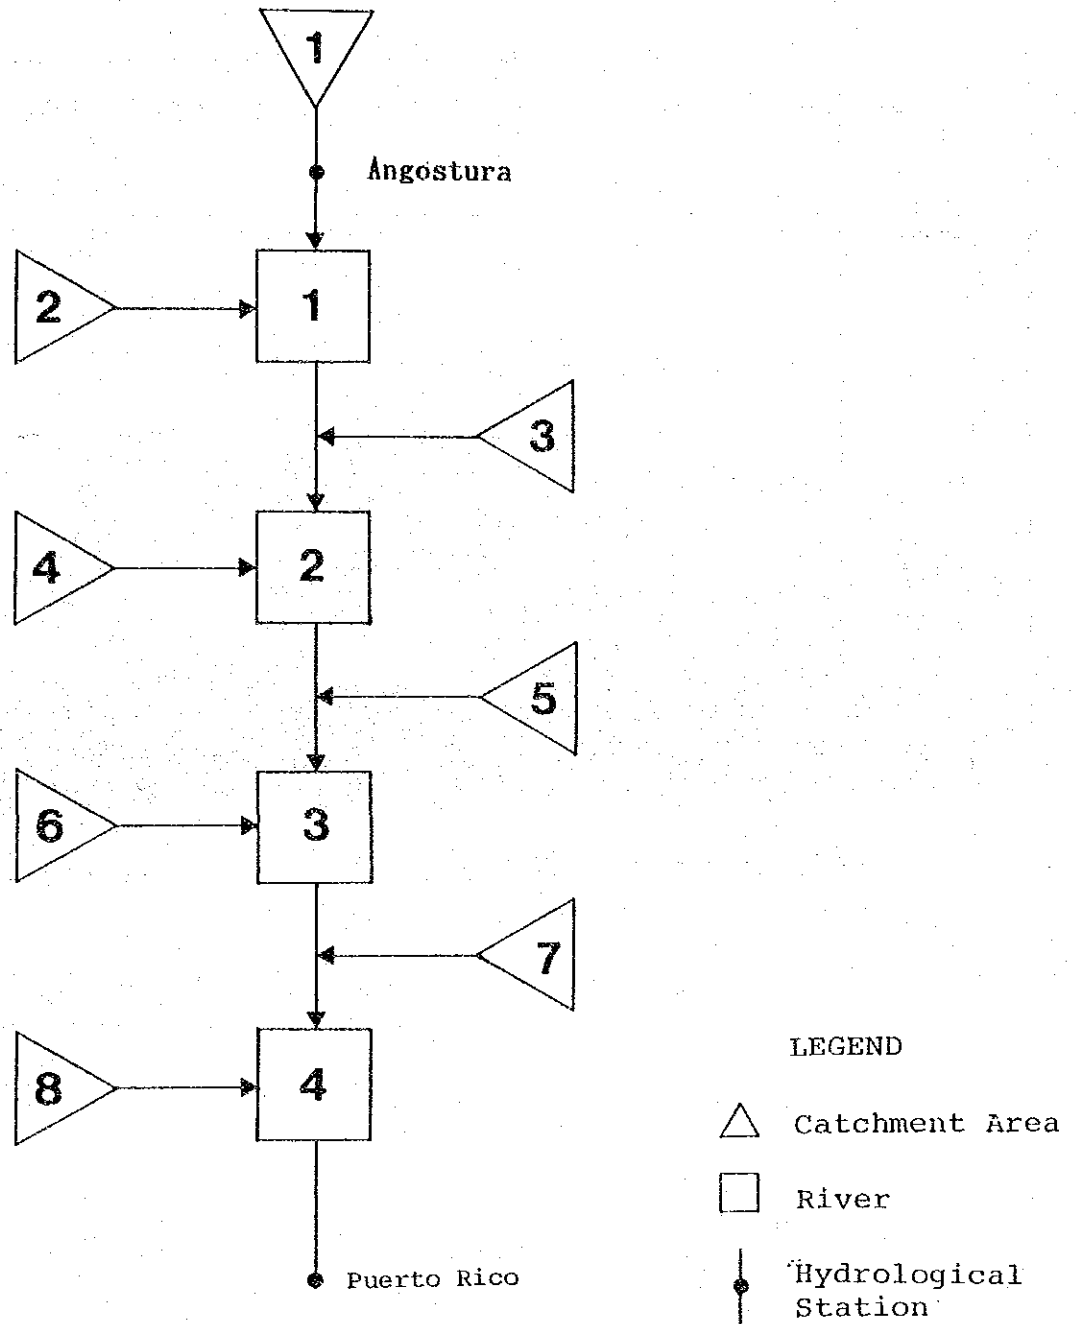 1
Angostura
2
1
3
4
2
5
6
3
7
8
4
Puerto Rico
LEGEND
Catchment Area
River
Hydrological
Station